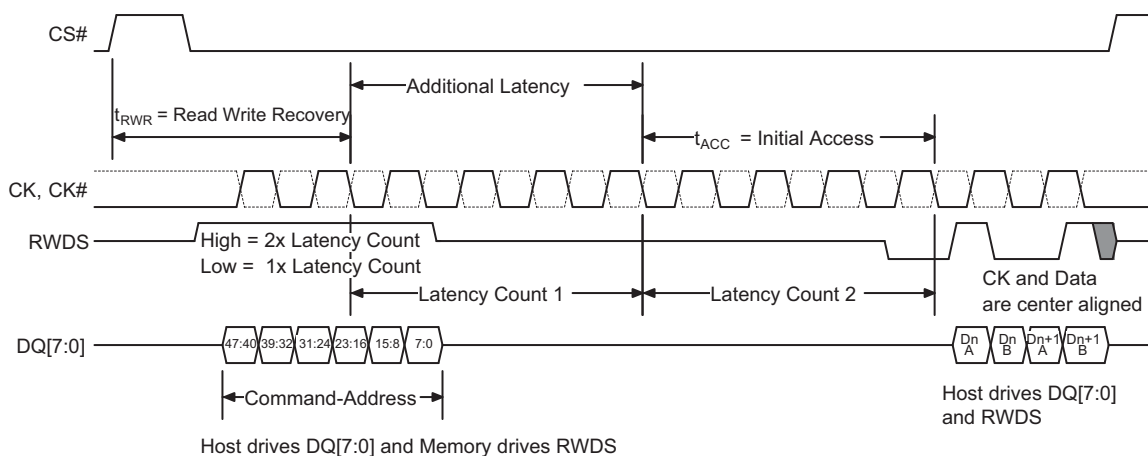 CS#
Additional Latency
tRWR = Read Write Recovery
tACC = Initial Access
CK, CK#
RWDS
High = 2x Latency Count
Low = 1x Latency Count
CK and Data
are center aligned
Latency Count 1
Latency Count 2
DQ[7:0]
47:40 39:32 31:24 23:16 15:8 7:0
Dn A
Dn B
Dn+1 A
Dn+1 B
Command-Address
Host drives DQ[7:0]
and RWDS
Host drives DQ[7:0] and Memory drives RWDS